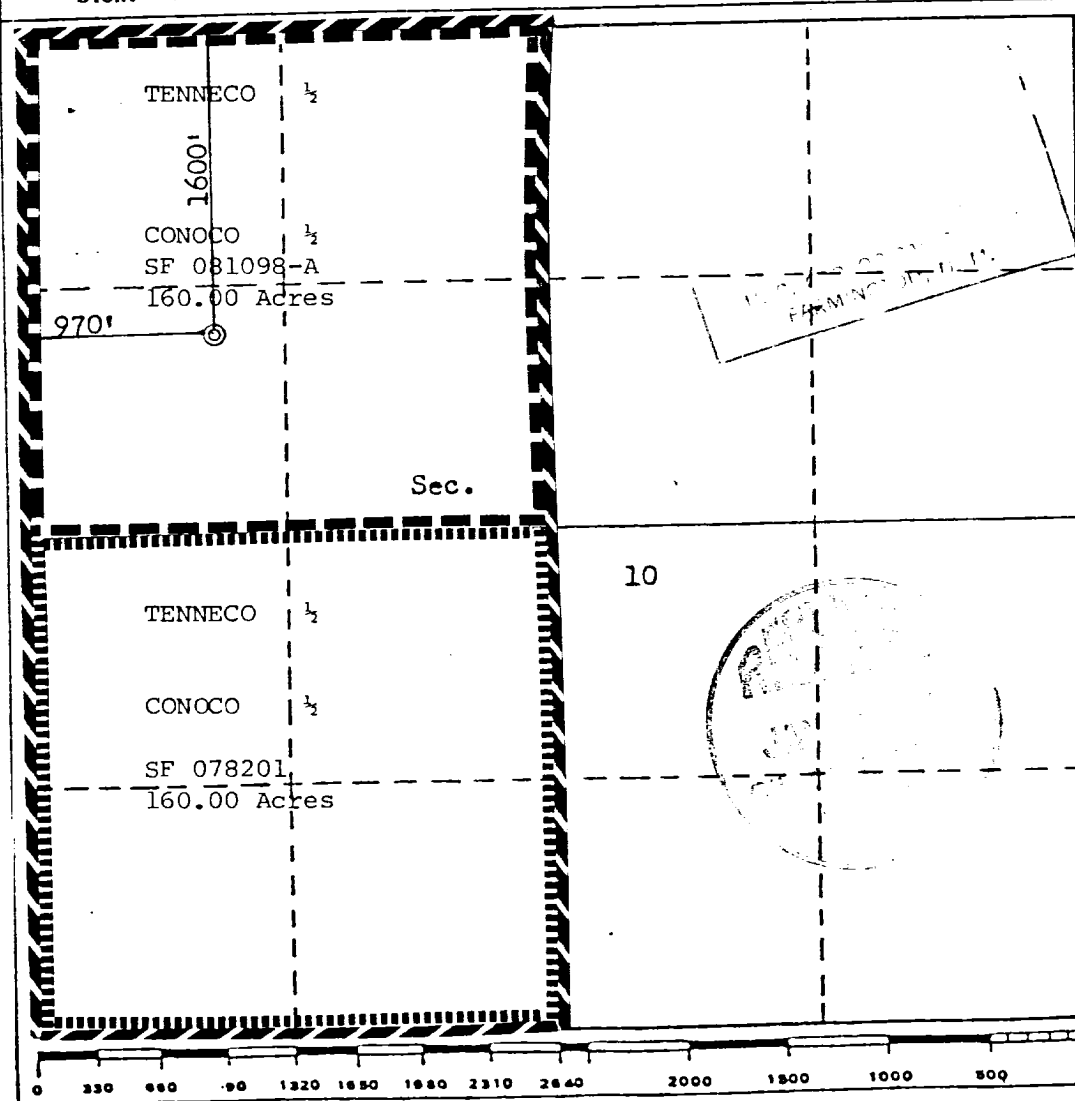 TENNECO ½
1600'
CONOCO ½
SF 081098-A
160.00 Acres
970'
Sec.
10
TENNECO ½
CONOCO ½
SF 078201
160.00 Acres
0 330 660 90 1320 1650 1980 2310 2640 2000 1500 1000 500